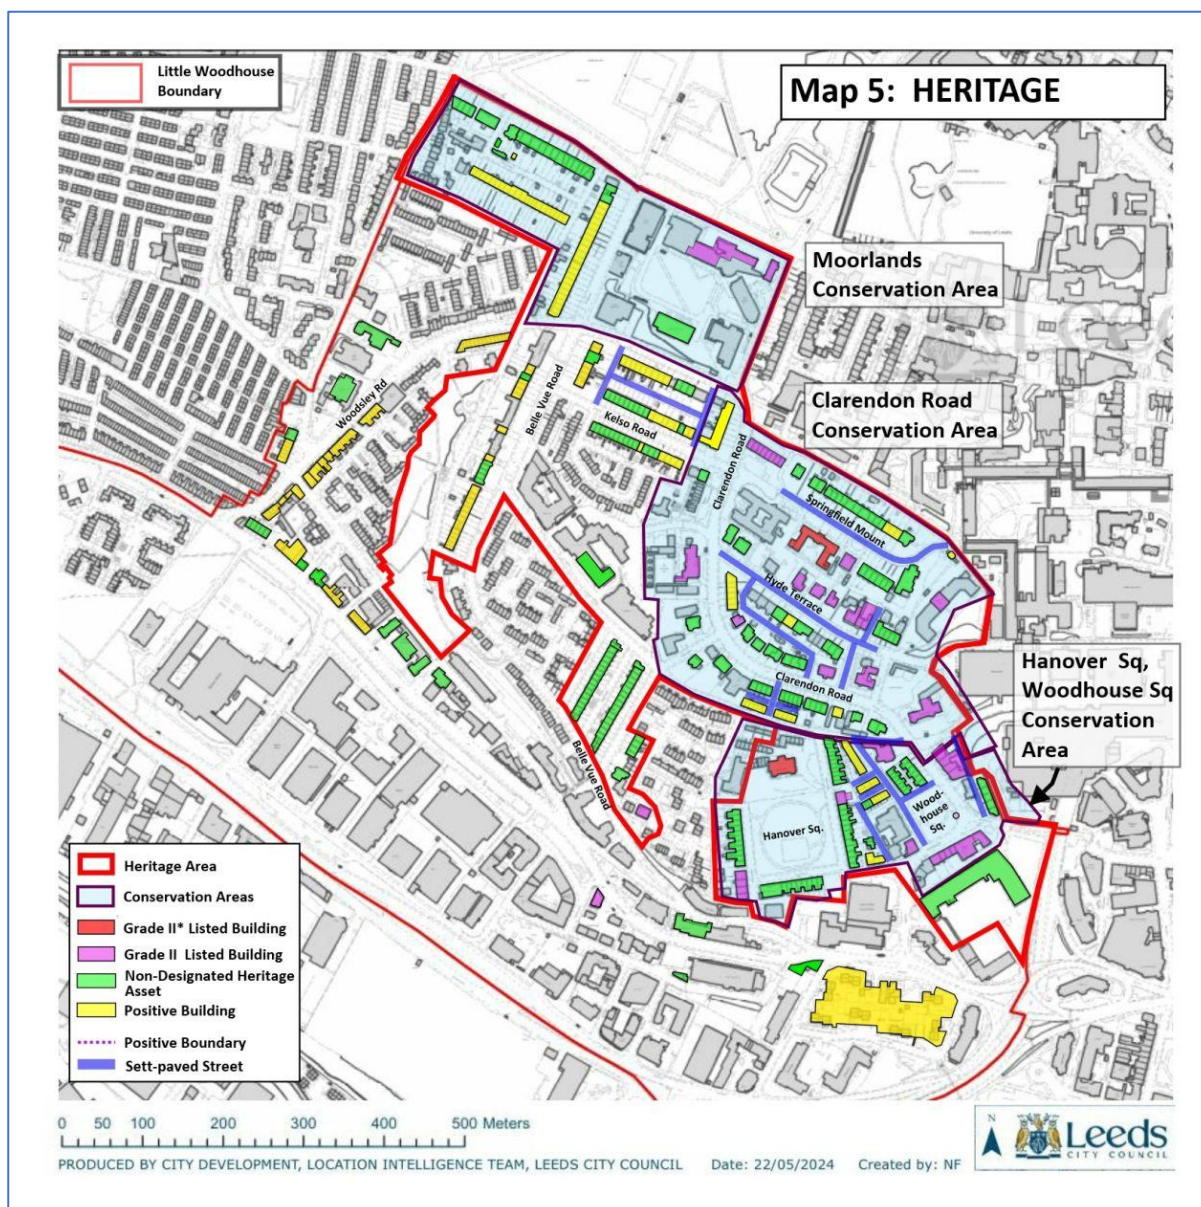 Little Woodhouse
Boundary
Map 5: HERITAGE
University of Leeds
Moorlands
Conservation Area
Clarendon Road
Conservation Area
Woodsley Rd
Belle Vue Road
Kelso Road
Clarendon Road
Springfield Mount
Hyde Terrace
Clarendon Road
Hanover Sq,
Woodhouse Sq
Conservation
Area
Belle Vue Road
Hanover Sq.
Wood-
house
Sq.
Heritage Area
Conservation Areas
Grade II* Listed Building
Grade II Listed Building
Non-Designated Heritage
Asset
Positive Building
Positive Boundary
Sett-paved Street
0 50 100 200 300 400 500 Meters
PRODUCED BY CITY DEVELOPMENT, LOCATION INTELLIGENCE TEAM, LEEDS CITY COUNCIL Date: 22/05/2024 Created by: NF
N
Leeds
CITY COUNCIL